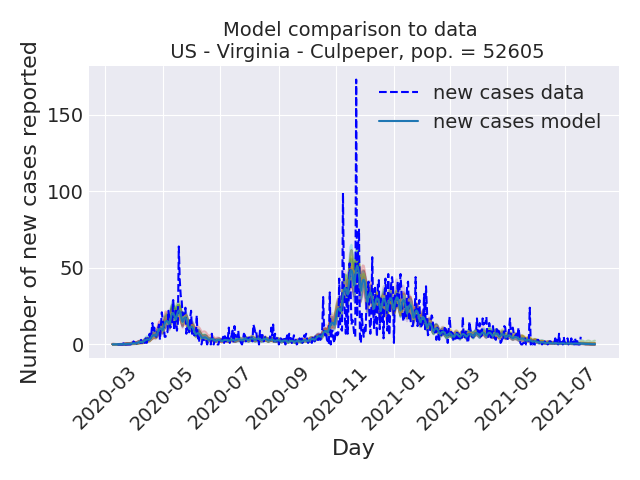 Model comparison to data
US - Virginia - Culpeper, pop. = 52605
Number of new cases reported
150
100
50
0
new cases data
new cases model
2020-03
2020-05
2020-07
2020-09
2020-11
2021-01
2021-03
2021-05
2021-07
Day